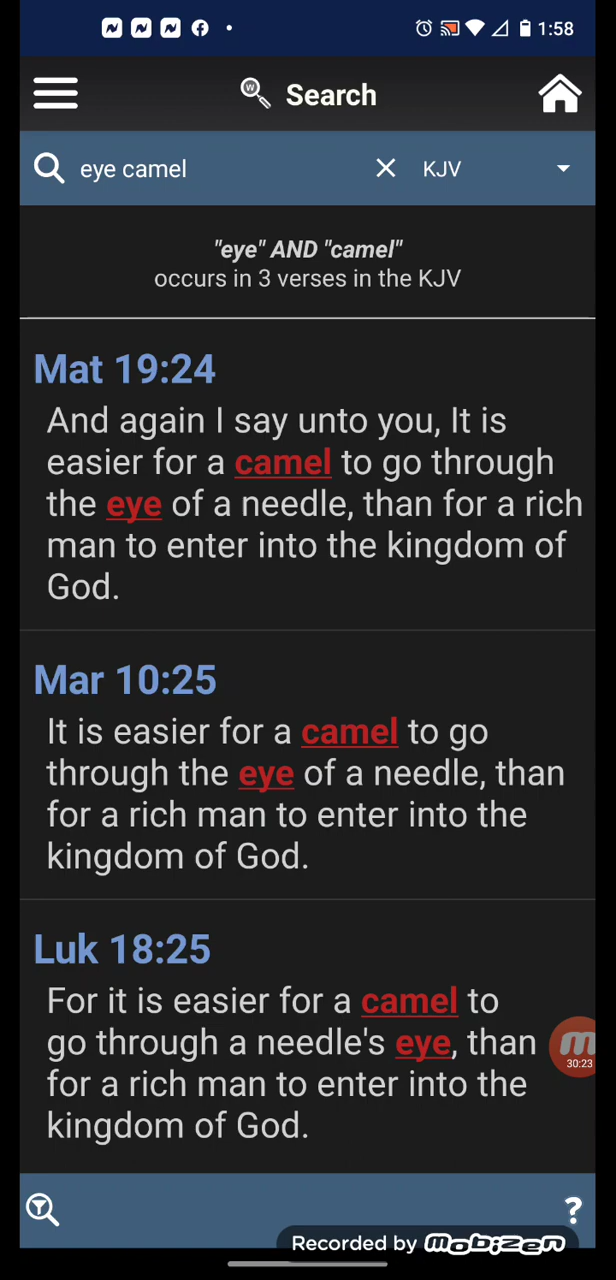 1:58
Search
eye camel
KJV
"eye" AND "camel"
occurs in 3 verses in the KJV
Mat 19:24
And again I say unto you, It is
easier for a camel to go through
the eye of a needle, than for a rich
man to enter into the kingdom of
God.
Mar 10:25
It is easier for a camel to go
through the eye of a needle, than
for a rich man to enter into the
kingdom of God.
Luk 18:25
For it is easier for a camel to
go through a needle's eye, than
for a rich man to enter into the
kingdom of God.
30:23
?
Recorded by mobizen